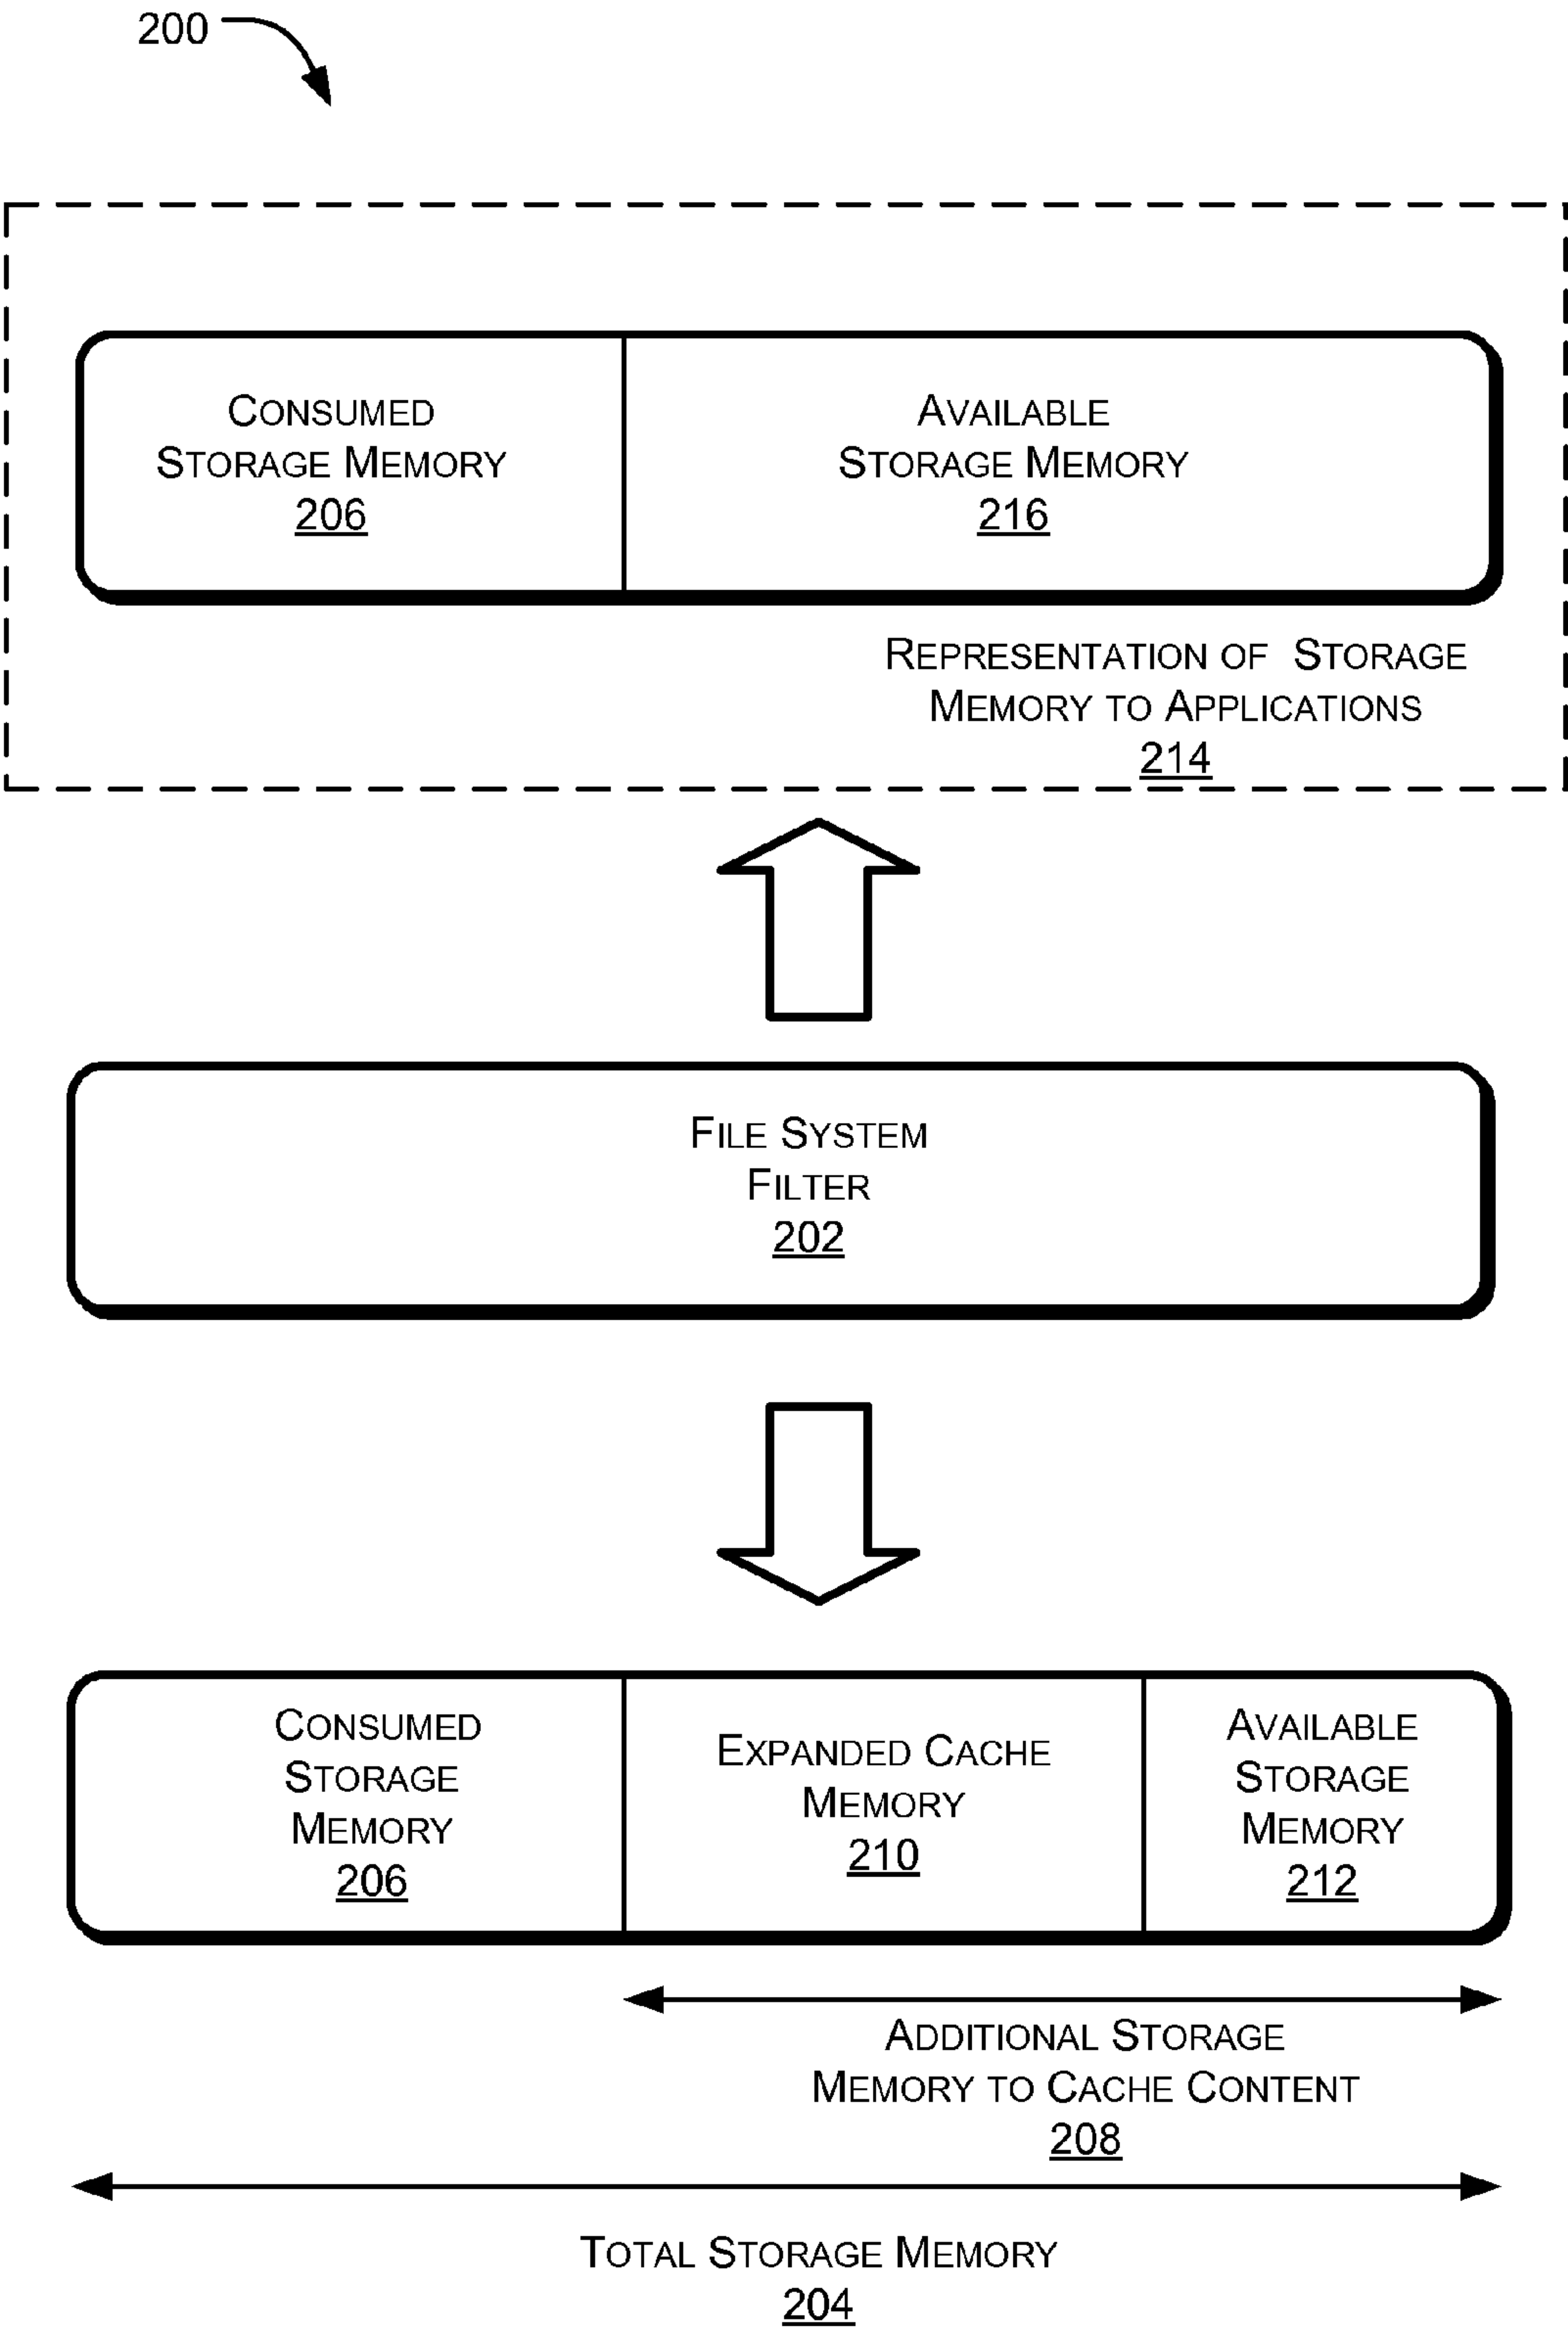 200
CONSUMED
STORAGE MEMORY
206
AVAILABLE
STORAGE MEMORY
216
REPRESENTATION OF STORAGE
MEMORY TO APPLICATIONS
214
FILE SYSTEM
FILTER
202
CONSUMED
STORAGE
MEMORY
206
EXPANDED CACHE
MEMORY
210
AVAILABLE
STORAGE
MEMORY
212
ADDITIONAL STORAGE
MEMORY TO CACHE CONTENT
208
TOTAL STORAGE MEMORY
204